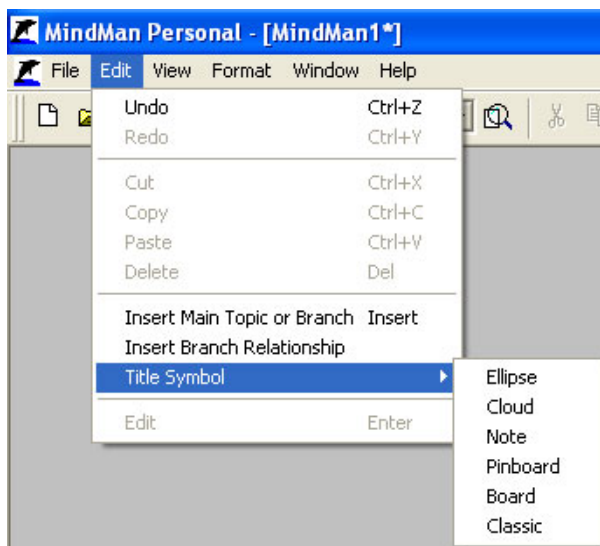 MindMan Personal - [MindMan1*]
File Edit View Format Window Help
Undo Ctrl+Z
Redo Ctrl+Y
Cut Ctrl+X
Copy Ctrl+C
Paste Ctrl+V
Delete Del
Insert Main Topic or Branch Insert
Insert Branch Relationship
Title Symbol
Edit Enter
Ellipse
Cloud
Note
Pinboard
Board
Classic